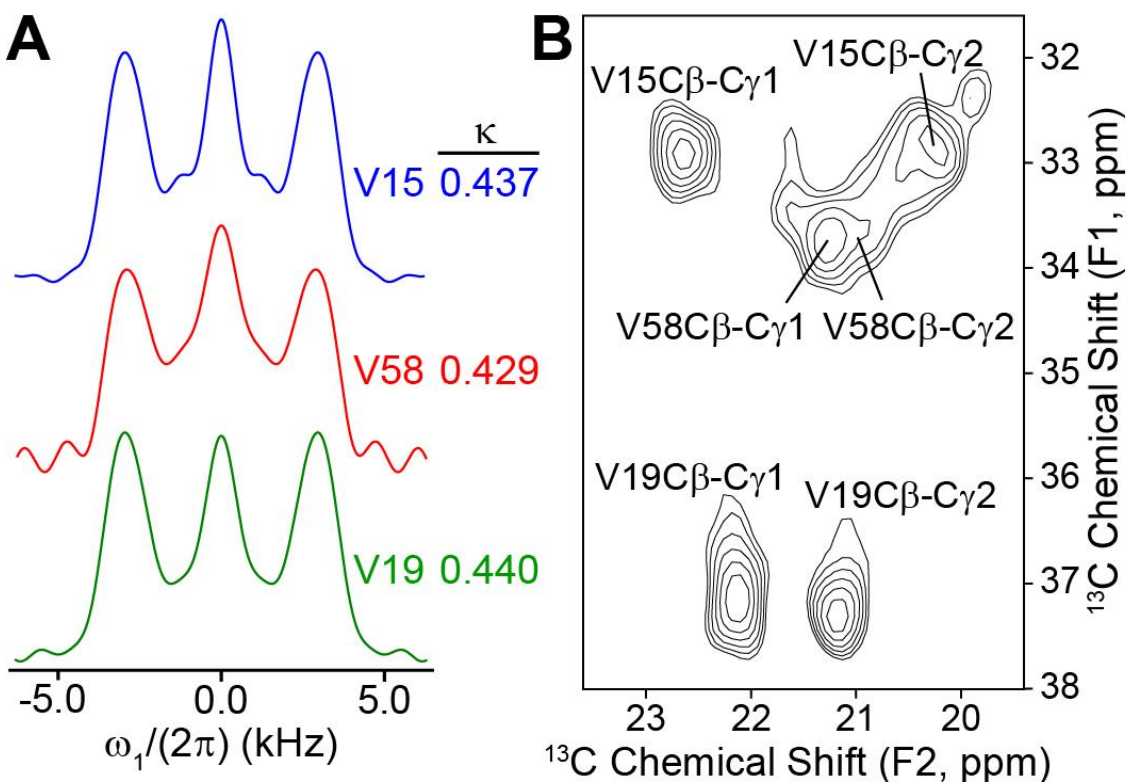 A
κ
V15 0.437
V58 0.429
V19 0.440
-5.0 0.0 5.0
ω1/(2π) (kHz)
B
V15Cβ-Cγ1
V15Cβ-Cγ2
V58Cβ-Cγ1 V58Cβ-Cγ2
V19Cβ-Cγ1
V19Cβ-Cγ2
32
33
34
35
36
37
38
13C Chemical Shift (F1, ppm)
23 22 21 20
13C Chemical Shift (F2, ppm)